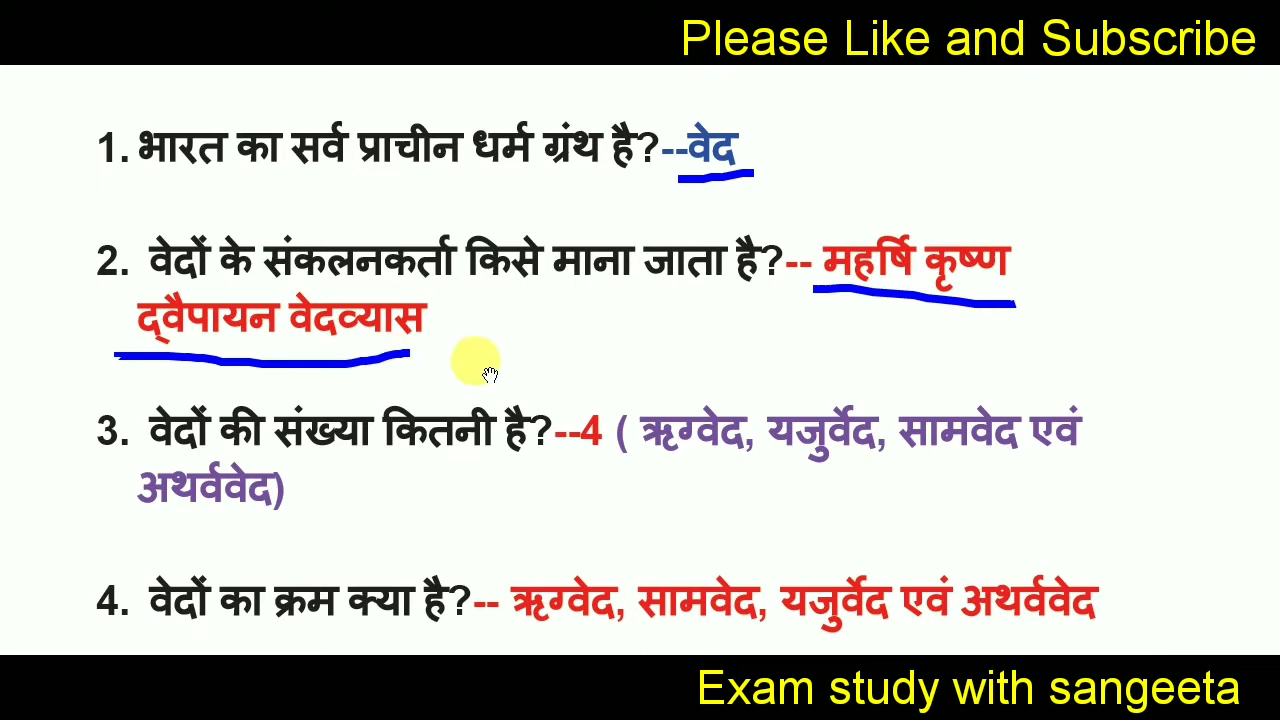 Please Like and Subscribe
1. भारत का सर्व प्राचीन धर्म ग्रंथ है?--वेद
2. वेदों के संकलनकर्ता किसे माना जाता है?-- महर्षि कृष्ण
द्वैपायन वेदव्यास
3. वेदों की संख्या कितनी है?--4 ( ऋग्वेद, यजुर्वेद, सामवेद एवं
अथर्ववेद)
4. वेदों का क्रम क्या है?-- ऋग्वेद, सामवेद, यजुर्वेद एवं अथर्ववेद
Exam study with sangeeta